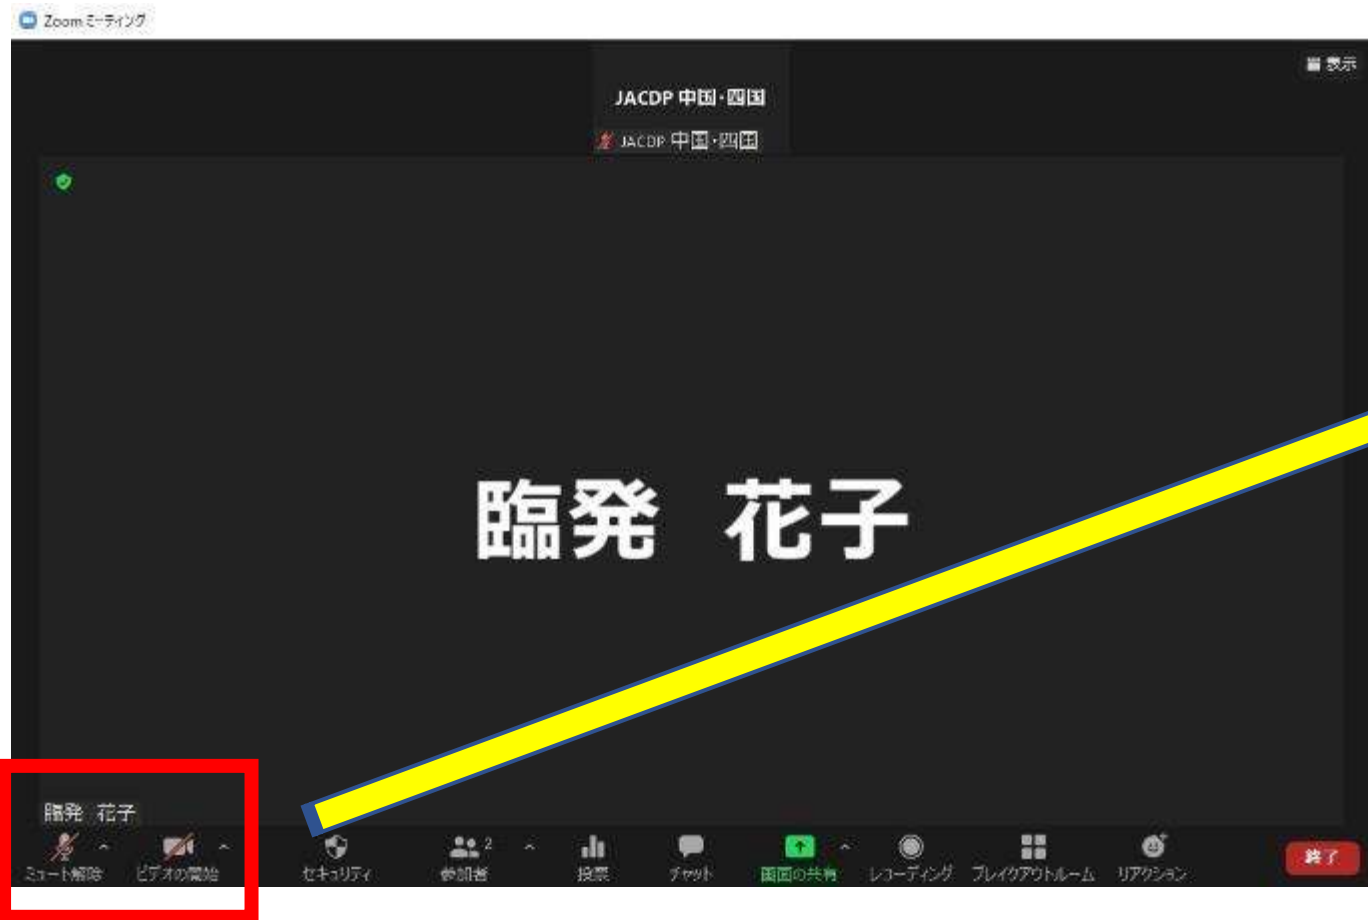 Zoom ミーティング
表示
JACDP 中国・四国
JACDP 中国・四国
臨発 花子
臨発 花子
ミュート解除 ビデオの開始 セキュリティ 参加者 2 投票 チャット 画面の共有 レコーディング ブレイクアウトルーム リアクション 終了